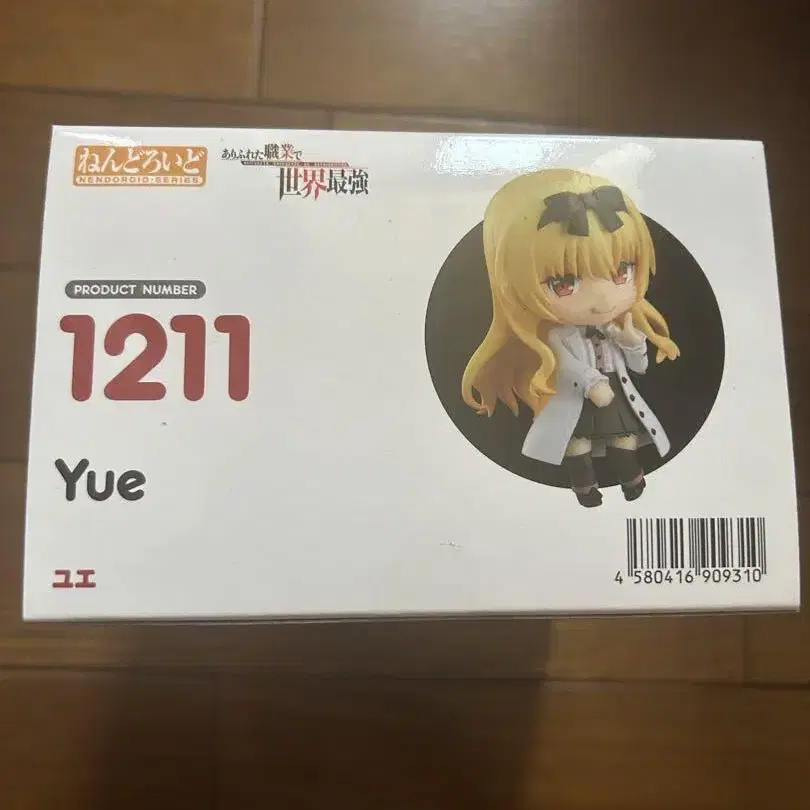 ねんどろいど
NENDOROID・SERIES
ありふれた職業で
世界最強
PRODUCT NUMBER
1211
Yue
ユエ
4 580416 909310